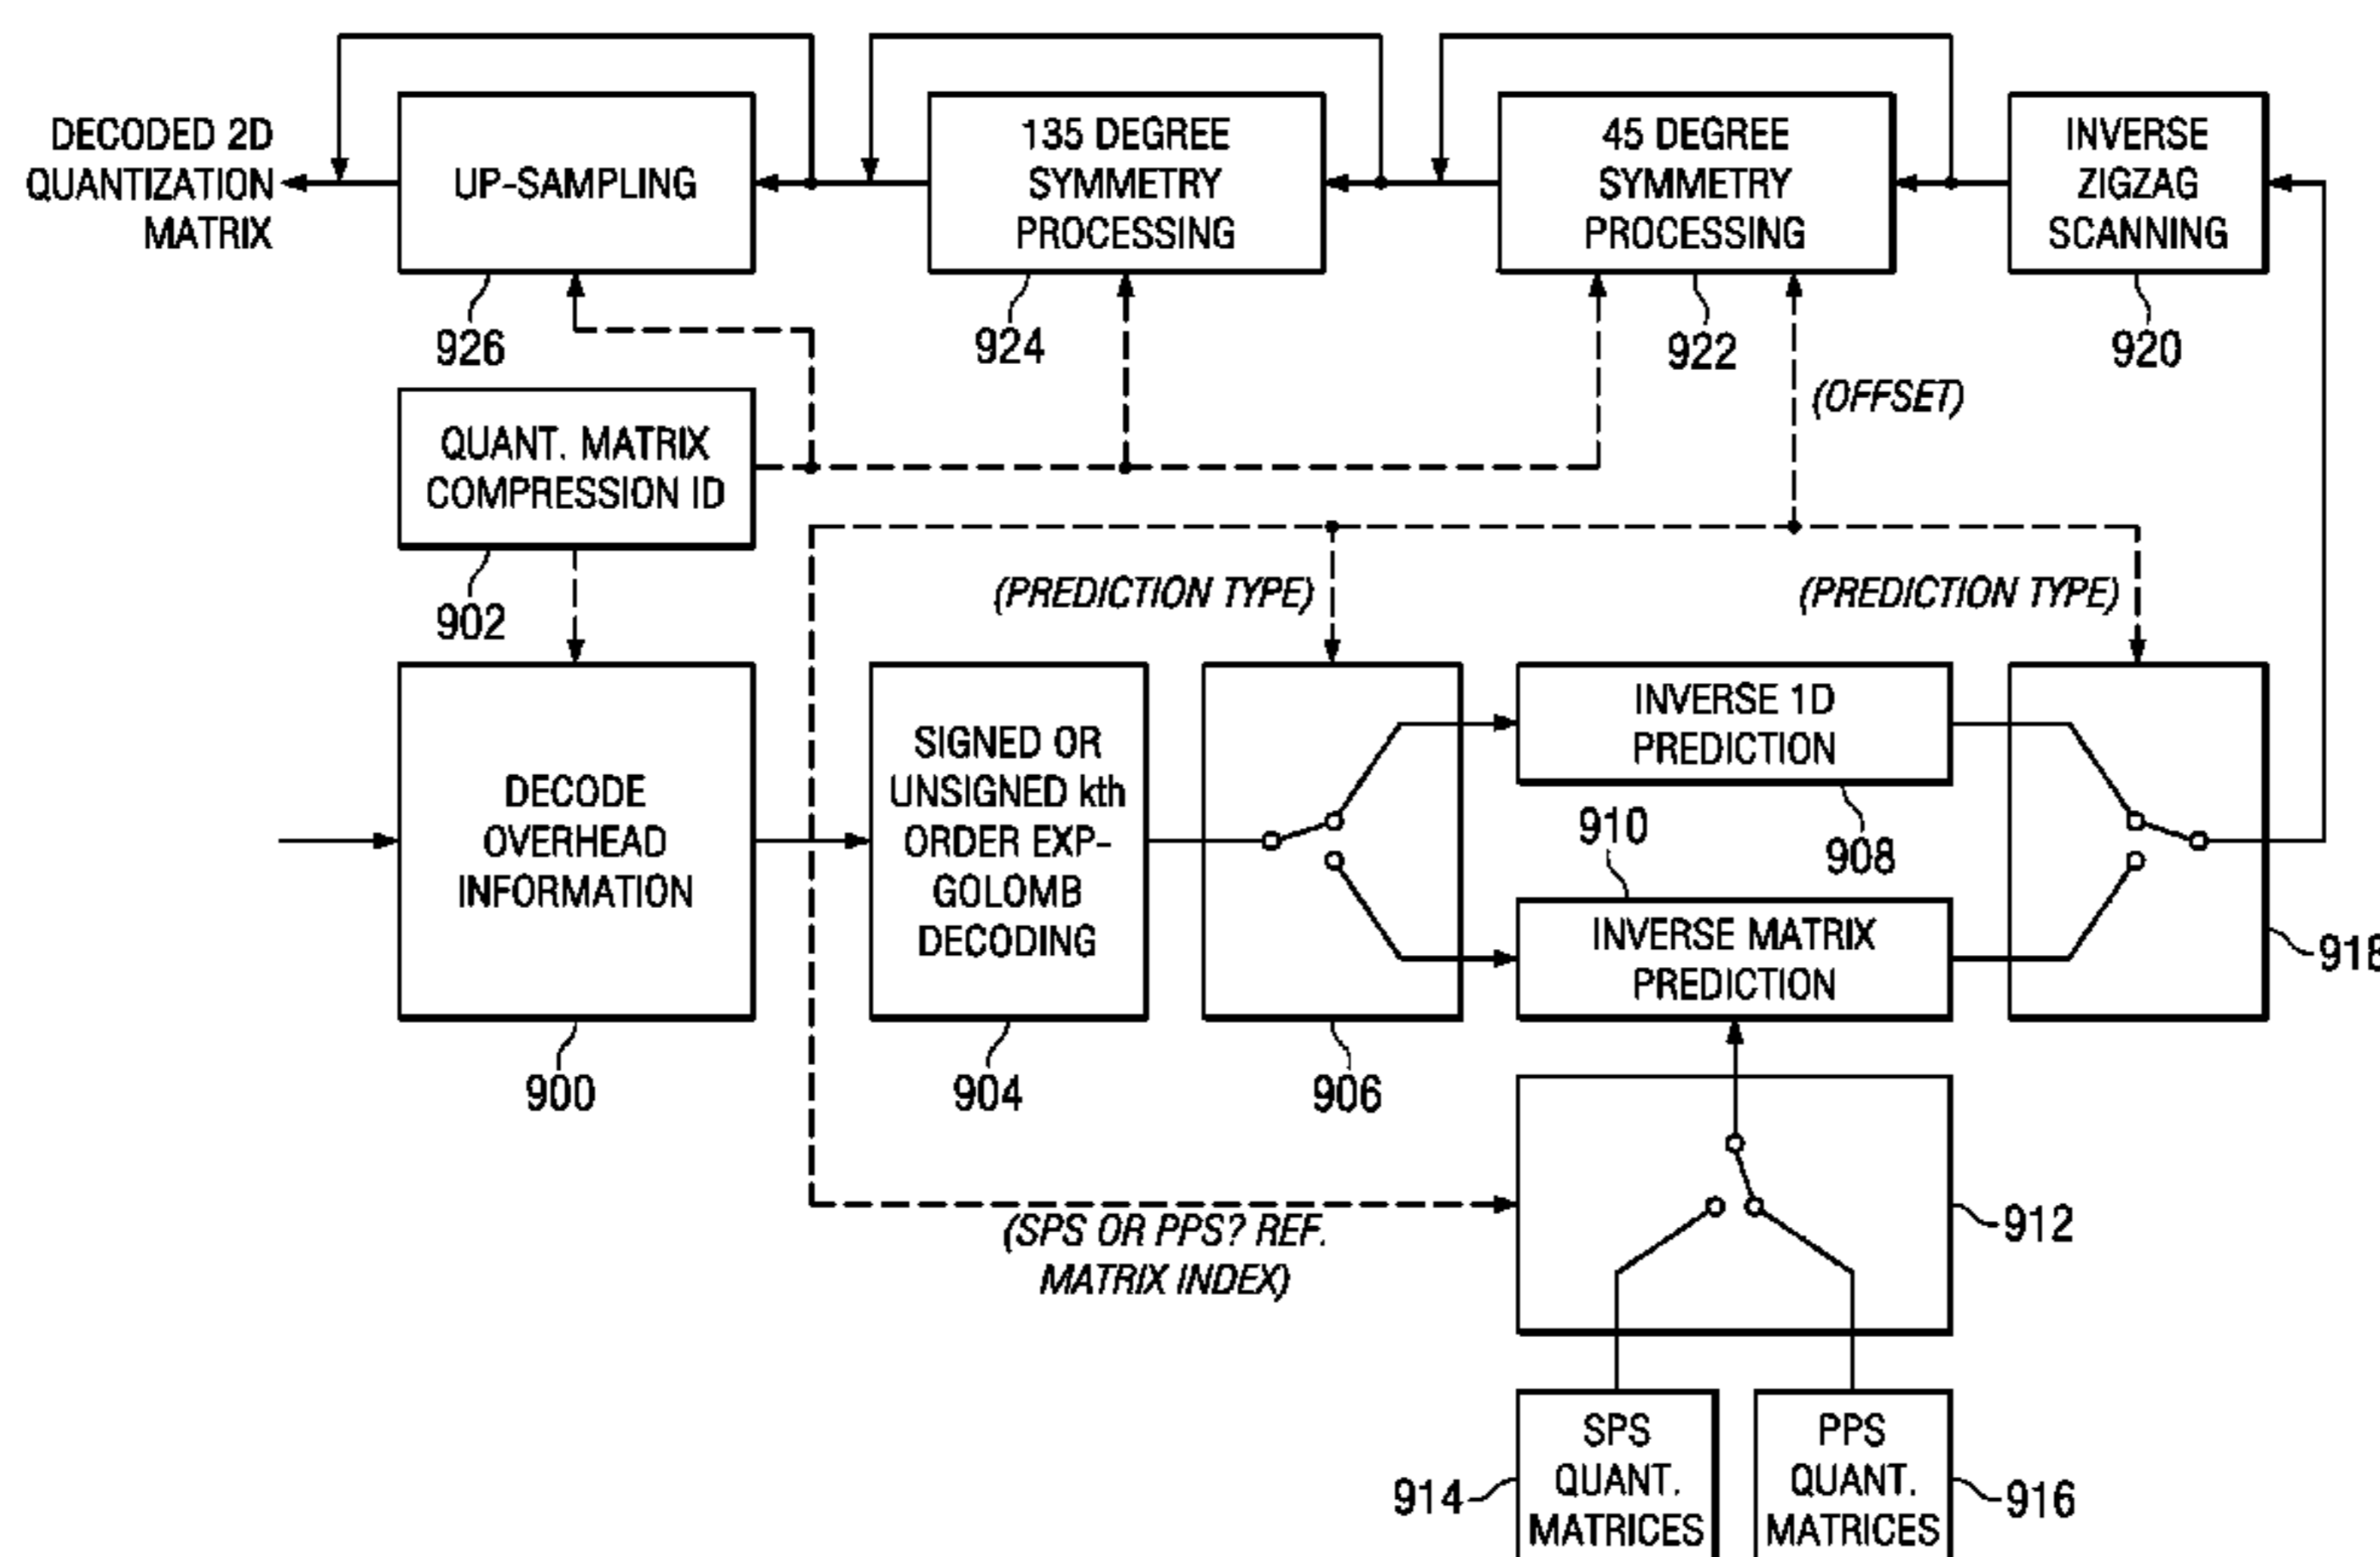 DECODED 2D
QUANTIZATION
MATRIX
UP-SAMPLING
926
135 DEGREE
SYMMETRY
PROCESSING
924
45 DEGREE
SYMMETRY
PROCESSING
922
INVERSE
ZIGZAG
SCANNING
920
(OFFSET)
QUANT. MATRIX
COMPRESSION ID
902
(PREDICTION TYPE)
(PREDICTION TYPE)
DECODE
OVERHEAD
INFORMATION
900
SIGNED OR
UNSIGNED kth
ORDER EXP-
GOLOMB
DECODING
904
906
INVERSE 1D
PREDICTION
908
910
INVERSE MATRIX
PREDICTION
918
(SPS OR PPS? REF.
MATRIX INDEX)
912
SPS
QUANT.
MATRICES
914
PPS
QUANT.
MATRICES
916